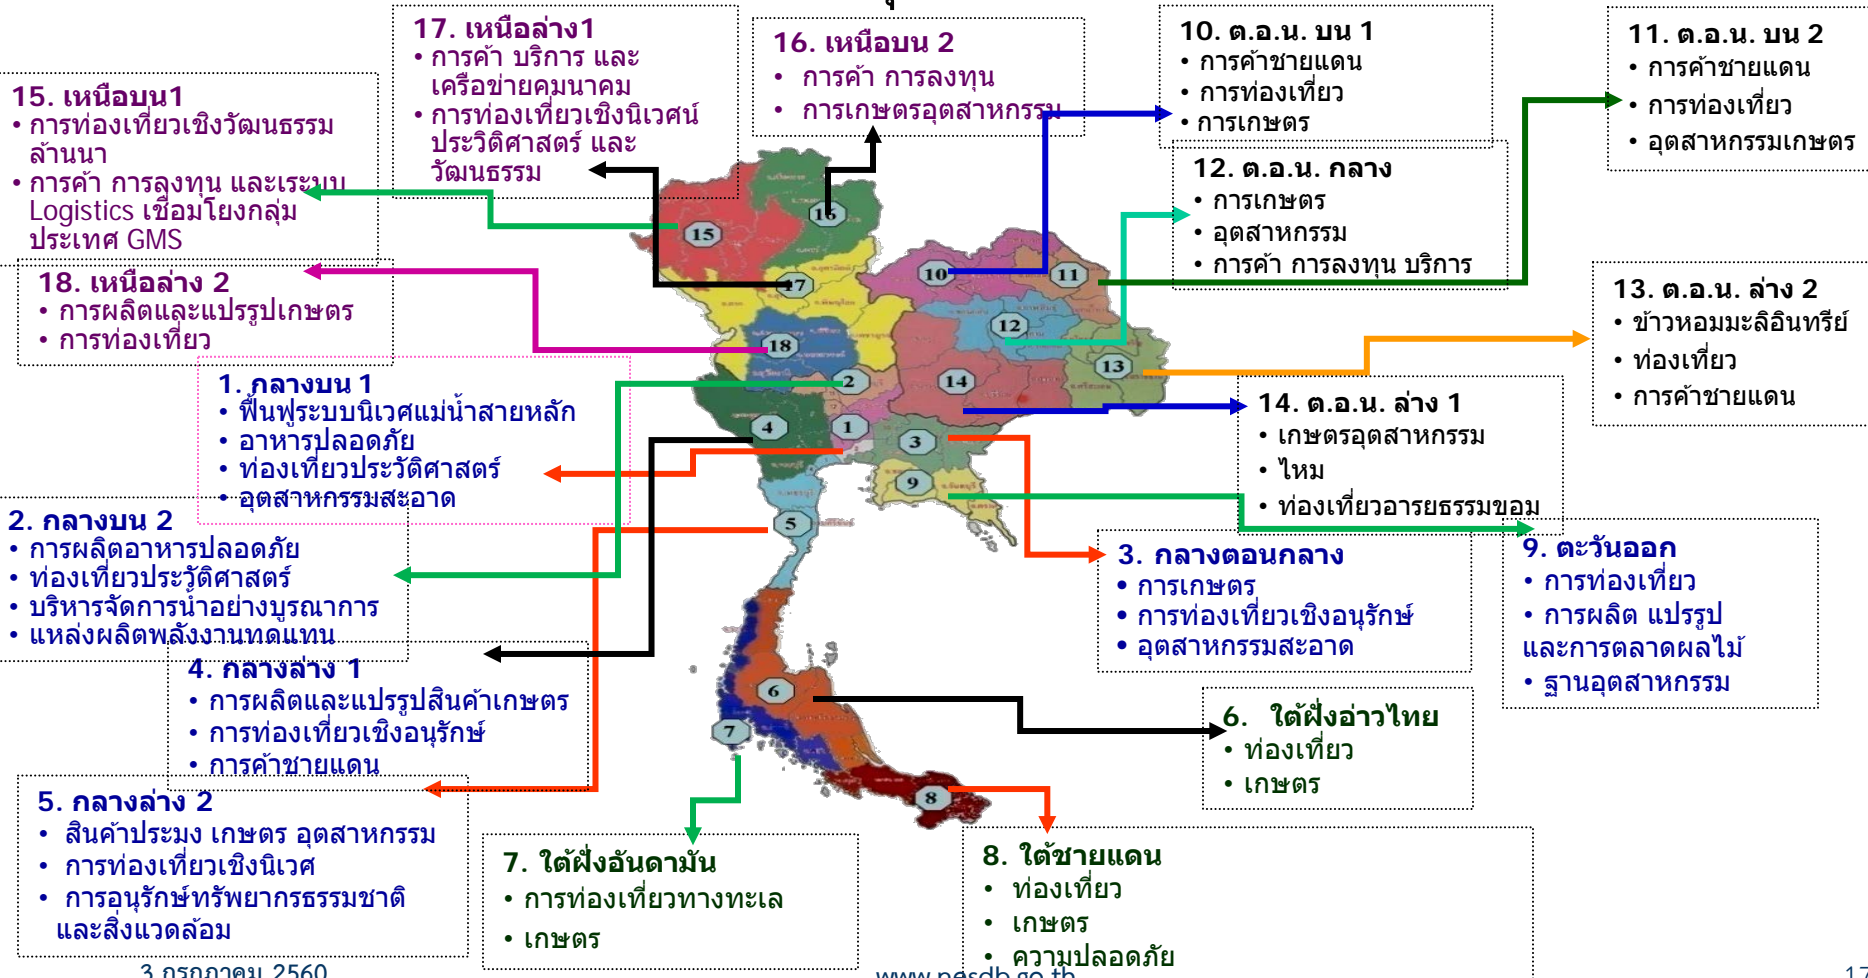 17. เหนือล่าง1
• การค้า บริการ และ
เครือข่ายคมนาคม
• การท่องเที่ยวเชิงนิเวศน์
ประวัติศาสตร์ และ
วัฒนธรรม
16. เหนือบน 2
• การค้า การลงทุน
• การเกษตรอุตสาหกรรม
10. ต.อ.น. บน 1
• การค้าชายแดน
• การท่องเที่ยว
• การเกษตร
11. ต.อ.น. บน 2
• การค้าชายแดน
• การท่องเที่ยว
• อุตสาหกรรมเกษตร
15. เหนือบน1
• การท่องเที่ยวเชิงวัฒนธรรม
ล้านนา
• การค้า การลงทุน และเระบบ
Logistics เชื่อมโยงกลุ่ม
ประเทศ GMS
12. ต.อ.น. กลาง
• การเกษตร
• อุตสาหกรรม
• การค้า การลงทุน บริการ
18. เหนือล่าง 2
• การผลิตและแปรรูปเกษตร
• การท่องเที่ยว
13. ต.อ.น. ล่าง 2
• ข้าวหอมมะลิอินทรีย์
• ท่องเที่ยว
• การค้าชายแดน
1. กลางบน 1
• ฟื้นฟูระบบนิเวศแม่น้ำสายหลัก
• อาหารปลอดภัย
• ท่องเที่ยวประวัติศาสตร์
• อุตสาหกรรมสะอาด
14. ต.อ.น. ล่าง 1
• เกษตรอุตสาหกรรม
• ไหม
• ท่องเที่ยวอารยธรรมขอม
2. กลางบน 2
• การผลิตอาหารปลอดภัย
• ท่องเที่ยวประวัติศาสตร์
• บริหารจัดการน้ำอย่างบูรณาการ
• แหล่งผลิตพลังงานทดแทน
3. กลางตอนกลาง
• การเกษตร
• การท่องเที่ยวเชิงอนุรักษ์
• อุตสาหกรรมสะอาด
9. ตะวันออก
• การท่องเที่ยว
• การผลิต แปรรูป
และการตลาดผลไม้
• ฐานอุตสาหกรรม
4. กลางล่าง 1
• การผลิตและแปรรูปสินค้าเกษตร
• การท่องเที่ยวเชิงอนุรักษ์
• การค้าชายแดน
6. ใต้ฝั่งอ่าวไทย
• ท่องเที่ยว
• เกษตร
5. กลางล่าง 2
• สินค้าประมง เกษตร อุตสาหกรรม
• การท่องเที่ยวเชิงนิเวศ
• การอนุรักษ์ทรัพยากรธรรมชาติ
และสิ่งแวดล้อม
7. ใต้ฝั่งอันดามัน
• การท่องเที่ยวทางทะเล
• เกษตร
8. ใต้ชายแดน
• ท่องเที่ยว
• เกษตร
• ความปลอดภัย
16
15
10
11
17
12
18
13
2
14
4
1
3
9
5
6
7
8
3 กรกฎาคม 2560
www.nesdb.go.th
17